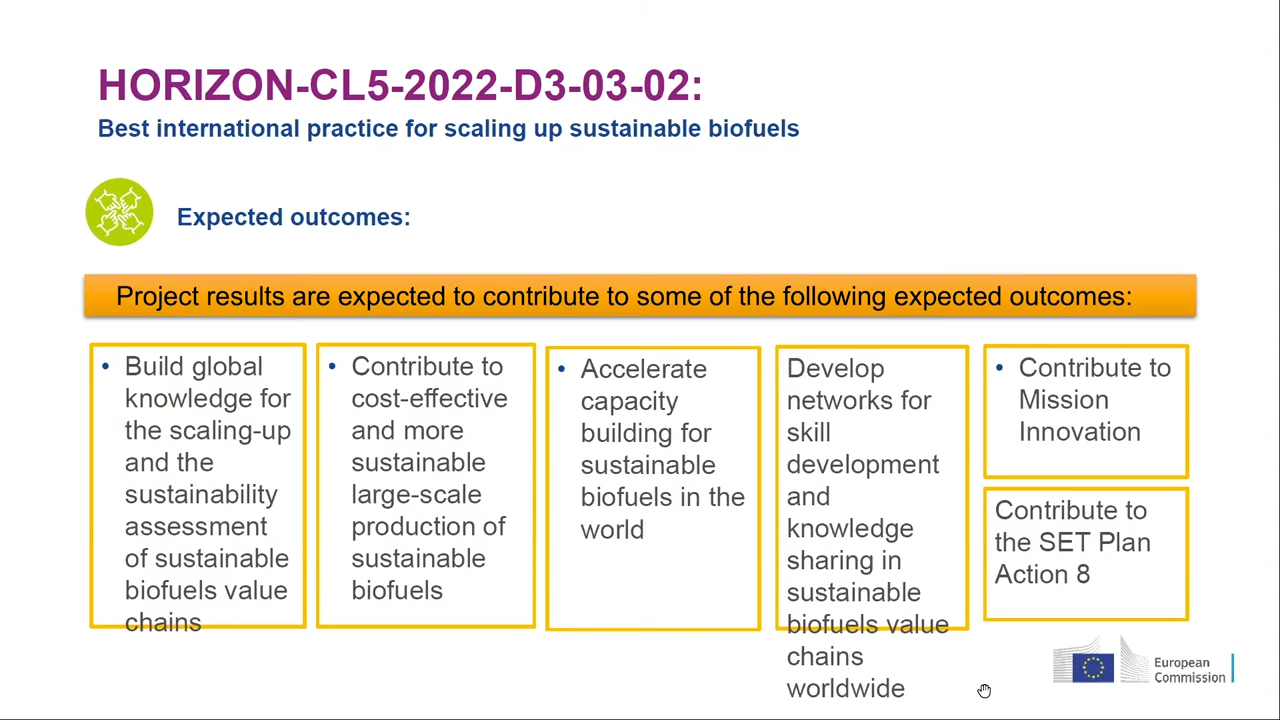 HORIZON-CL5-2022-D3-03-02:
Best international practice for scaling up sustainable biofuels
Expected outcomes:
Project results are expected to contribute to some of the following expected outcomes:
• Build global
knowledge for
the scaling-up
and the
sustainability
assessment
of sustainable
biofuels value
chains
• Contribute to
cost-effective
and more
sustainable
large-scale
production of
sustainable
biofuels
• Accelerate
capacity
building for
sustainable
biofuels in the
world
Develop
networks for
skill
development
and
knowledge
sharing in
sustainable
biofuels value
chains
worldwide
• Contribute to
Mission
Innovation
Contribute to
the SET Plan
Action 8
European
Commission